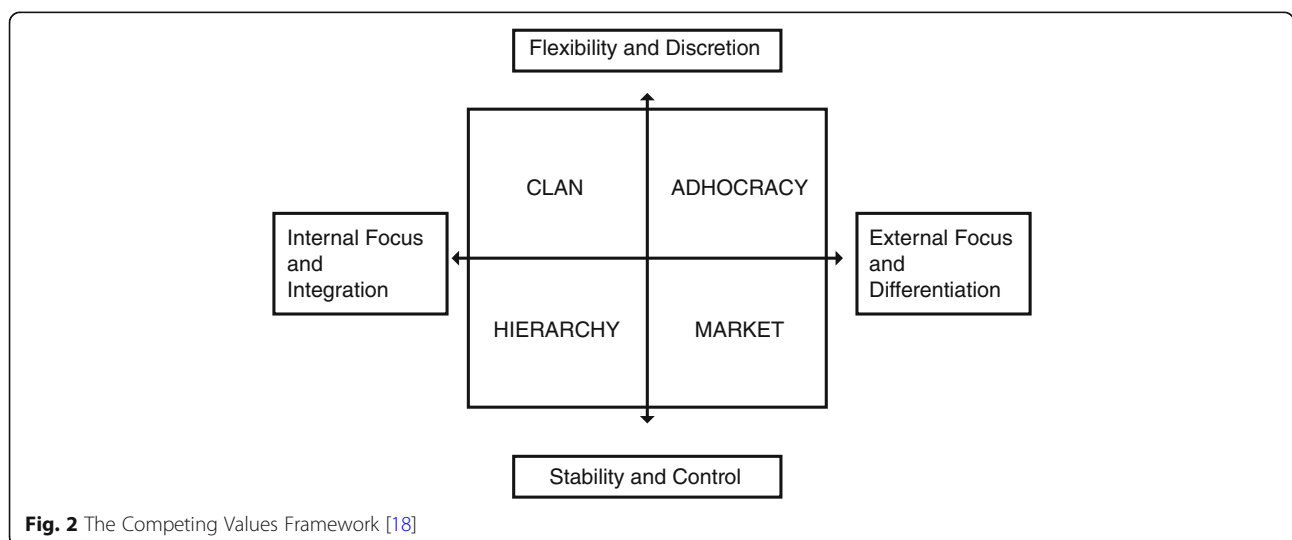 Flexibility and Discretion
CLAN
ADHOCRACY
Internal Focus
and
Integration
External Focus
and
Differentiation
HIERARCHY
MARKET
Stability and Control
Fig. 2 The Competing Values Framework [18]